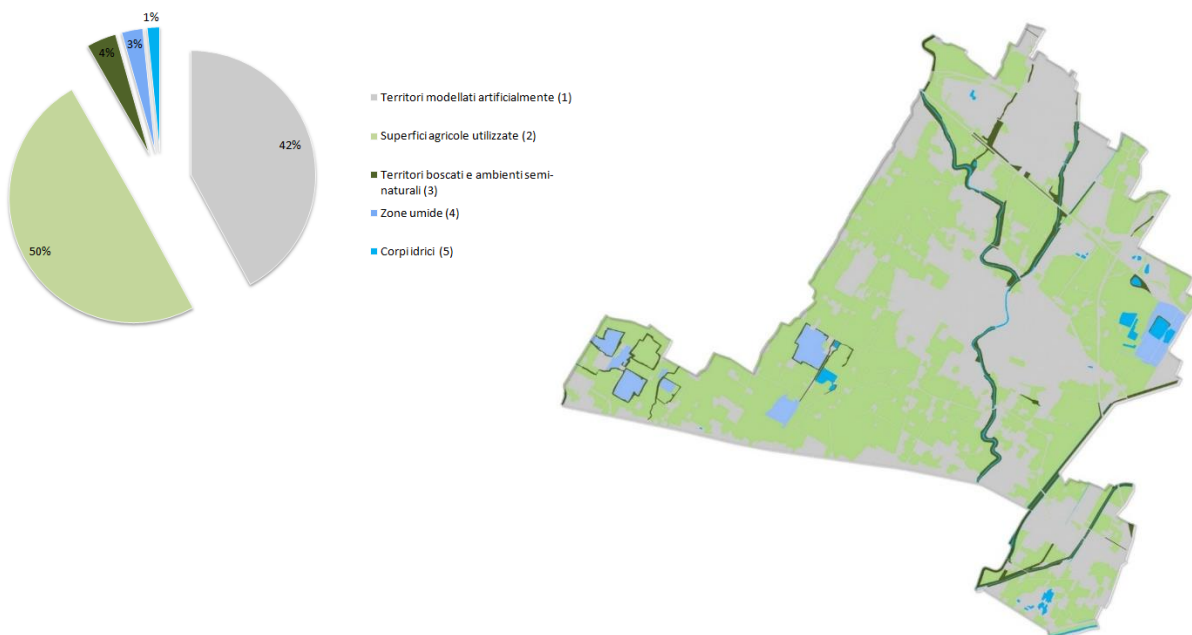 1%
3%
4%
42%
50%
Territori modellati artificialmente (1)
Superfici agricole utilizzate (2)
Territori boscati e ambienti semi-
naturali (3)
Zone umide (4)
Corpi idrici (5)